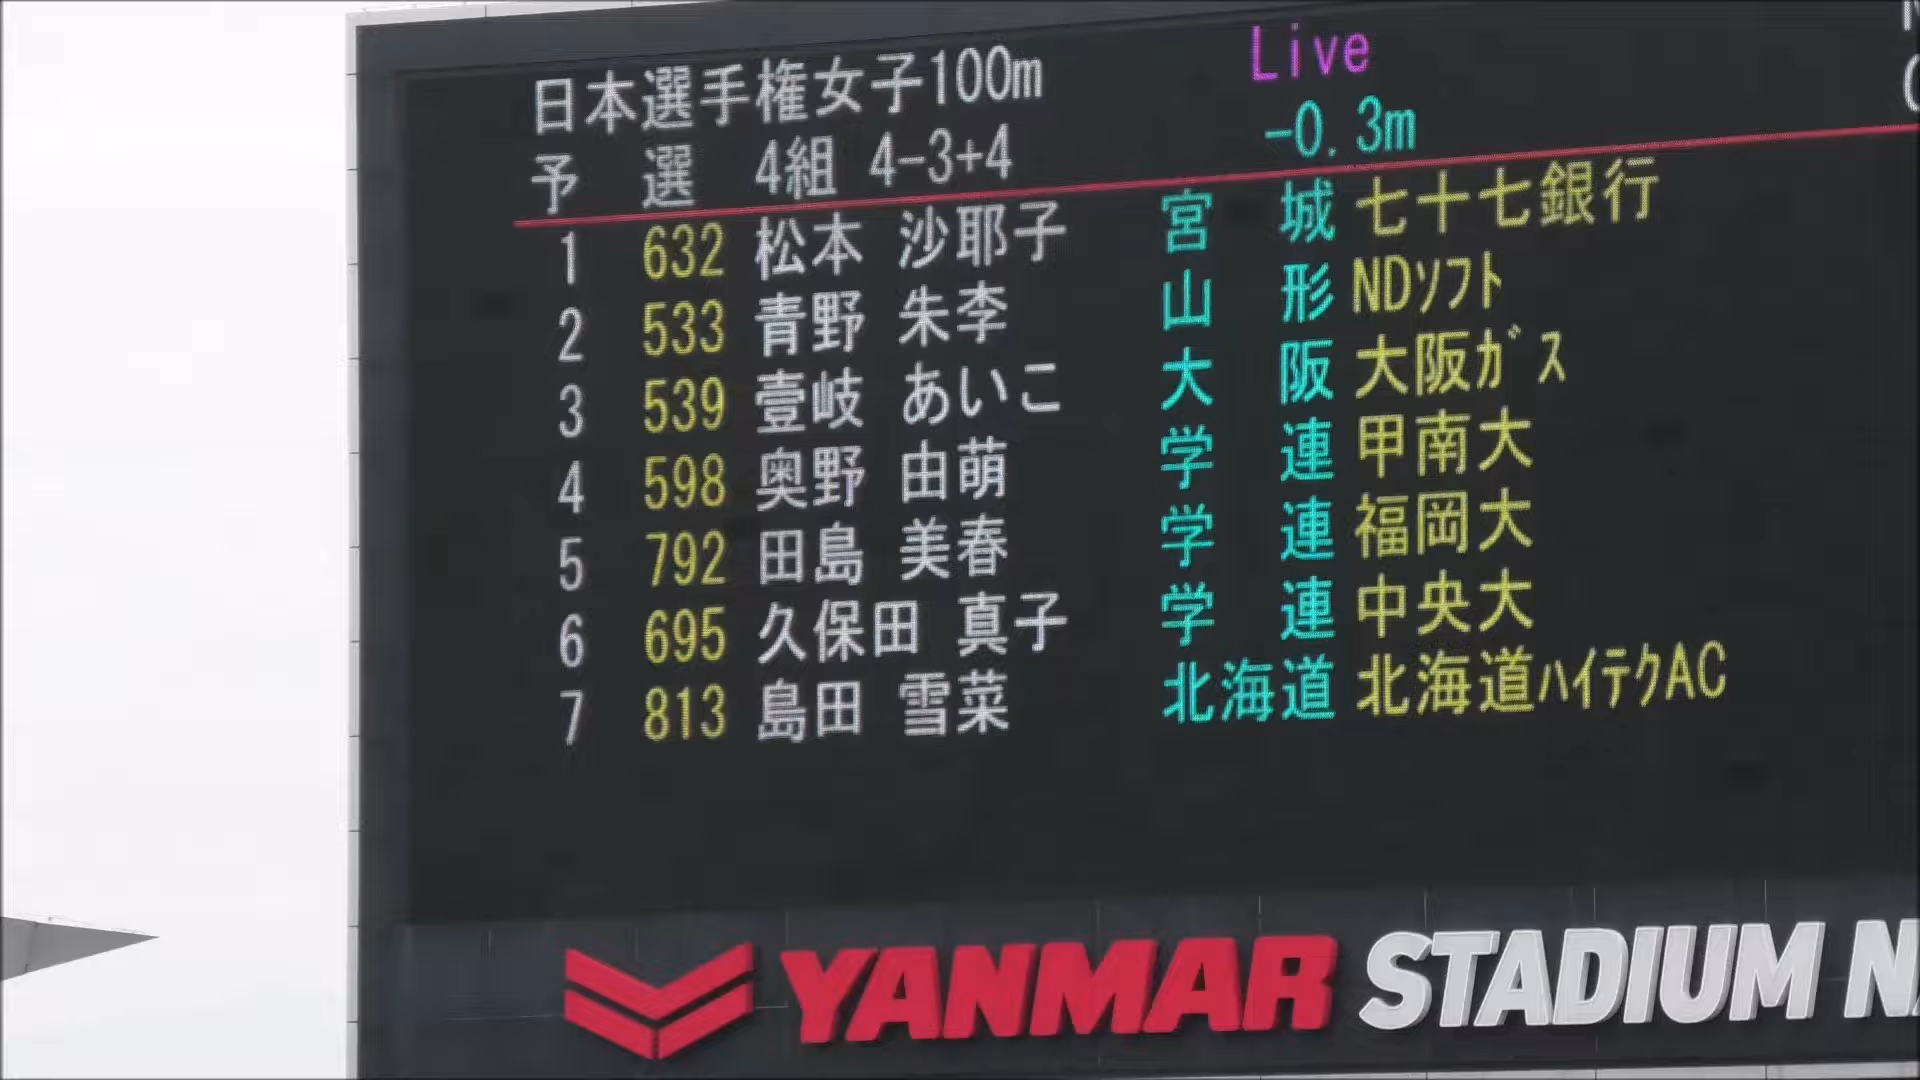 日本選手権女子100m Live
予 選 4組 4-3+4 -0.3m
1 632 松本 沙耶子 宮 城 七十七銀行
2 533 青野 朱李 山 形 NDソフト
3 539 壹岐 あいこ 大 阪 大阪ガス
4 598 奥野 由萌 学 連 甲南大
5 792 田島 美春 学 連 福岡大
6 695 久保田 真子 学 連 中央大
7 813 島田 雪菜 北海道 北海道ハイテクAC
YANMAR STADIUM